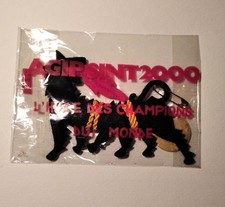 AGIPOINT2000
DES CHAMPIONS
DU MONDE